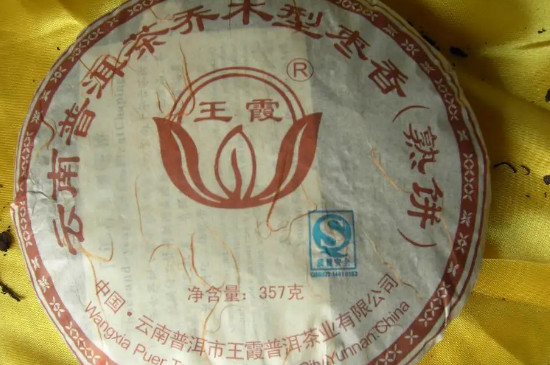 云南普洱茶乔木型枣香（熟饼）
®
王霞
净含量：357克
中国·云南普洱市王霞普洱茶业有限公司
Wangxia Puer T City Yunnan China